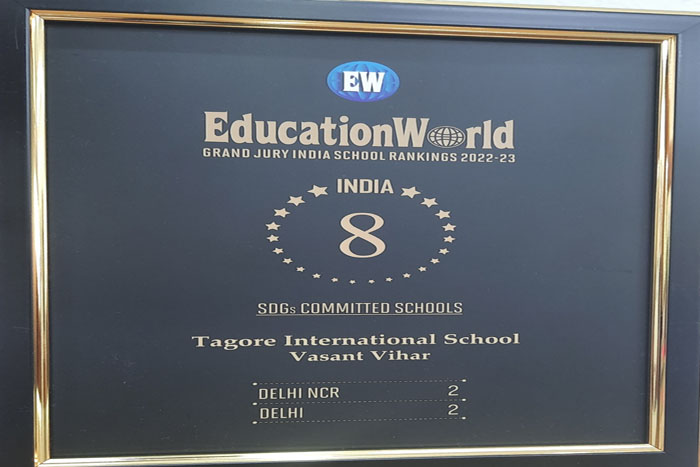 EW
EducationWorld
GRAND JURY INDIA SCHOOL RANKINGS 2022-23
INDIA
8
SDGs COMMITTED SCHOOLS
Tagore International School
Vasant Vihar
DELHI NCR 2
DELHI 2